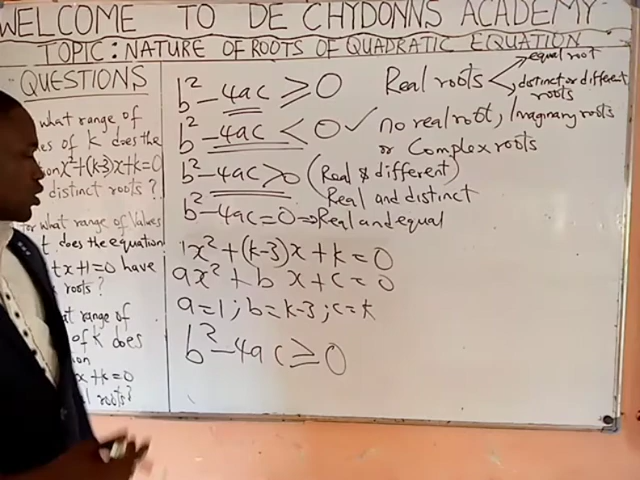 WELCOME TO DE CHYDONNS ACADEMY
TOPIC: NATURE OF ROOTS OF QUADRATIC EQUATION
QUESTIONS
what range of
es of k does the
on x²+(k-3)x+k=0
distinct roots?
or what range of values
t does the equation
tx+1=0 have
roots?
at range of
of k does
ion
x+k=0
l roots?
b²-4ac ≥ 0 Real roots
equal root
distinct or different
roots
b²-4ac < 0 ✓ no real root, Imaginary roots
or Complex roots
b²-4ac > 0 (Real & different)
Real and distinct
b²-4ac = 0 ⇒ Real and equal
1x²+(k-3)x+k=0
ax²+bx+c=0
a=1; b=k-3; c=k
b²-4ac ≥ 0